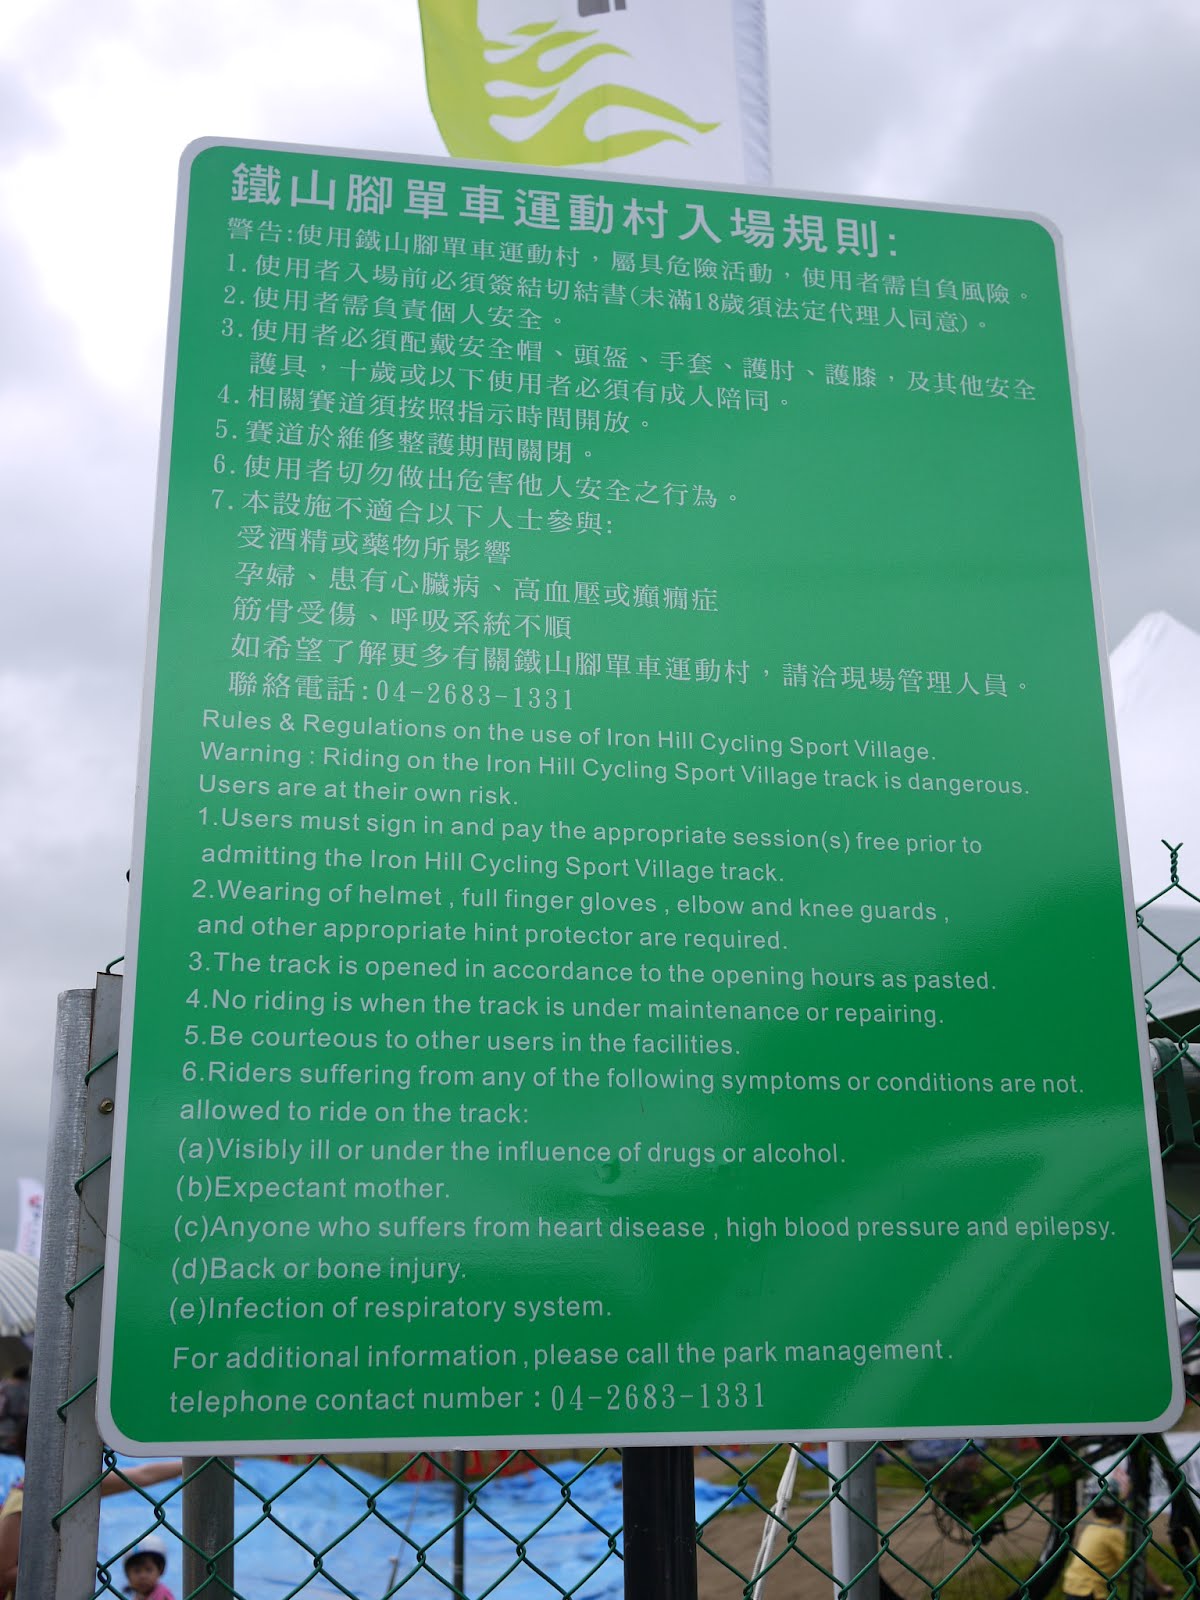 鐵山腳單車運動村入場規則:
警告:使用鐵山腳單車運動村，屬具危險活動，使用者需自負風險。
1.使用者入場前必須簽結切結書(未滿18歲須法定代理人同意)。
2.使用者需負責個人安全。
3.使用者必須配戴安全帽、頭盔、手套、護肘、護膝，及其他安全
護具，十歲或以下使用者必須有成人陪同。
4.相關賽道須按照指示時間開放。
5.賽道於維修整護期間關閉。
6.使用者切勿做出危害他人安全之行為。
7.本設施不適合以下人士參與:
受酒精或藥物所影響
孕婦、患有心臟病、高血壓或癲癇症
筋骨受傷、呼吸系統不順
如希望了解更多有關鐵山腳單車運動村，請洽現場管理人員。
聯絡電話:04-2683-1331
Rules & Regulations on the use of Iron Hill Cycling Sport Village.
Warning : Riding on the Iron Hill Cycling Sport Village track is dangerous.
Users are at their own risk.
1.Users must sign in and pay the appropriate session(s) free prior to
admitting the Iron Hill Cycling Sport Village track.
2.Wearing of helmet , full finger gloves , elbow and knee guards ,
and other appropriate hint protector are required.
3.The track is opened in accordance to the opening hours as pasted.
4.No riding is when the track is under maintenance or repairing.
5.Be courteous to other users in the facilities.
6.Riders suffering from any of the following symptoms or conditions are not.
allowed to ride on the track:
(a)Visibly ill or under the influence of drugs or alcohol.
(b)Expectant mother.
(c)Anyone who suffers from heart disease , high blood pressure and epilepsy.
(d)Back or bone injury.
(e)Infection of respiratory system.
For additional information , please call the park management .
telephone contact number : 04-2683-1331